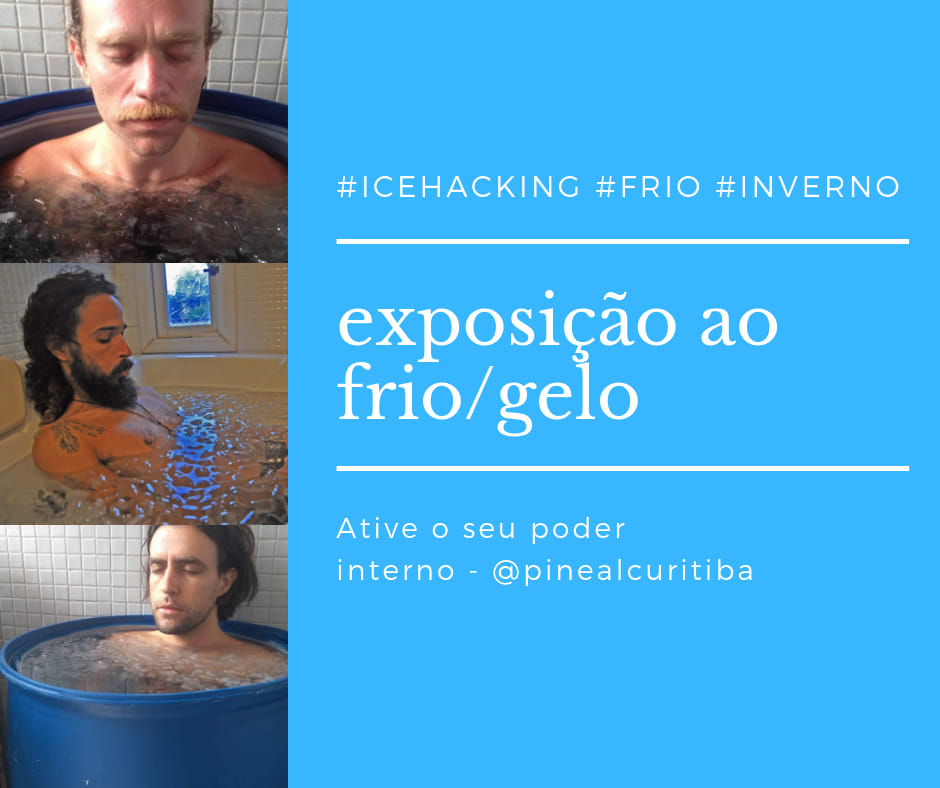 #ICEHACKING #FRIO #INVERNO
exposição ao
frio/gelo
Ative o seu poder
interno - @pinealcuritiba